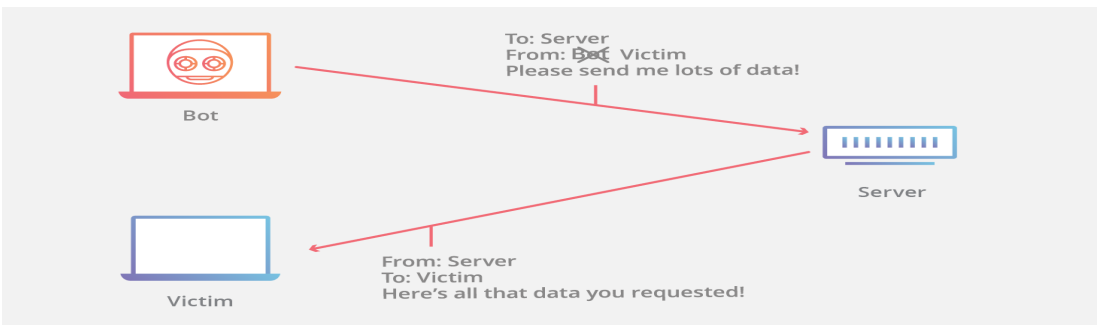 To: Server
From: Bot Victim
Please send me lots of data!
Bot
Server
From: Server
To: Victim
Here's all that data you requested!
Victim